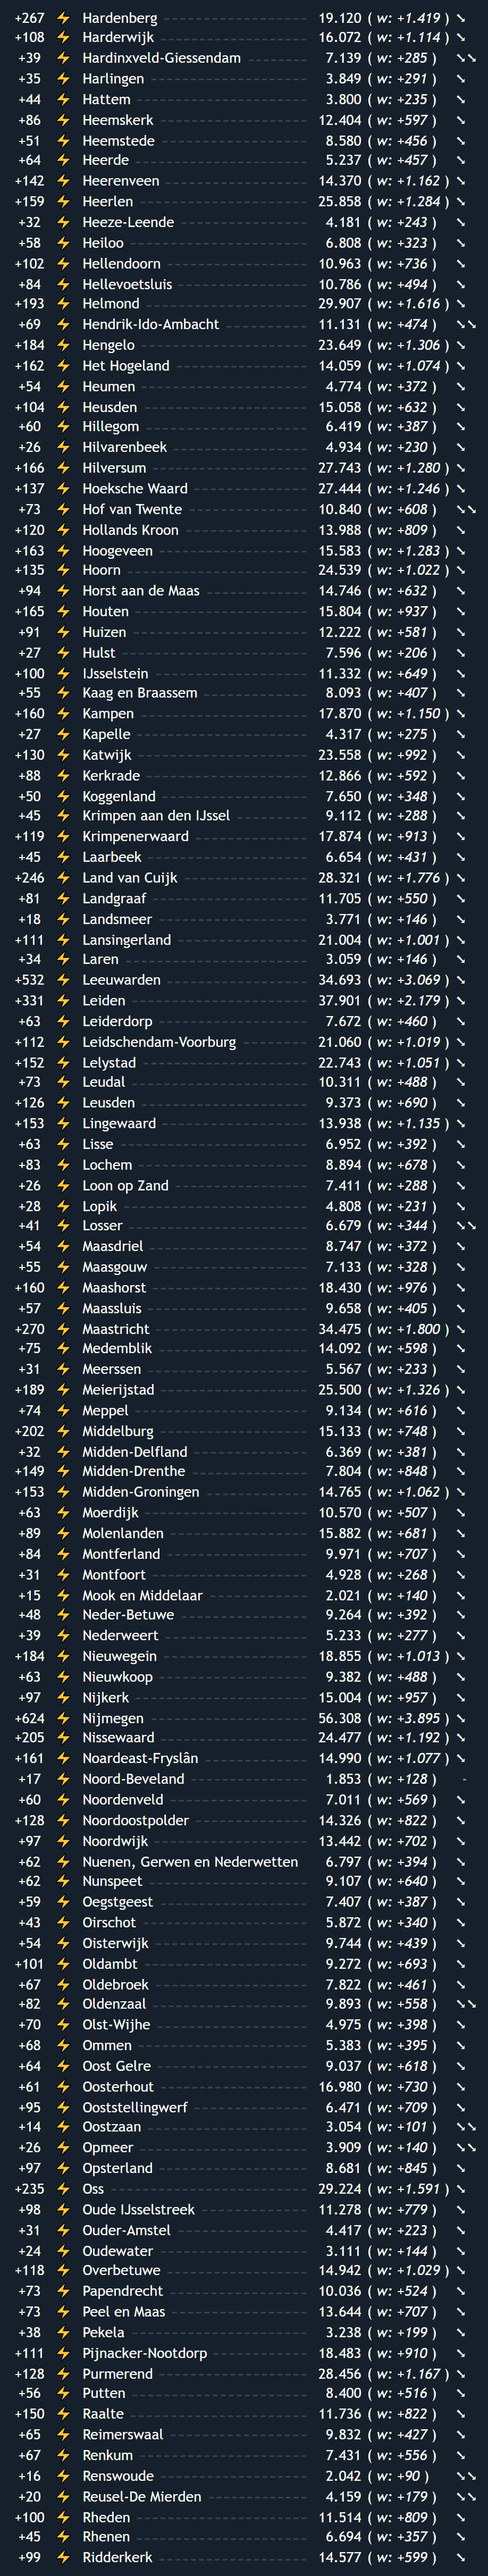 +267 ⚡ Hardenberg 19.120 ( w: +1.419 ) ↘
+108 ⚡ Harderwijk 16.072 ( w: +1.114 ) ↘
+39 ⚡ Hardinxveld-Giessendam 7.139 ( w: +285 ) ↘↘
+35 ⚡ Harlingen 3.849 ( w: +291 ) ↘
+44 ⚡ Hattem 3.800 ( w: +235 ) ↘
+86 ⚡ Heemskerk 12.404 ( w: +597 ) ↘
+51 ⚡ Heemstede 8.580 ( w: +456 ) ↘
+64 ⚡ Heerde 5.237 ( w: +457 ) ↘
+142 ⚡ Heerenveen 14.370 ( w: +1.162 ) ↘
+159 ⚡ Heerlen 25.858 ( w: +1.284 ) ↘
+32 ⚡ Heeze-Leende 4.181 ( w: +243 ) ↘
+58 ⚡ Heiloo 6.808 ( w: +323 ) ↘
+102 ⚡ Hellendoorn 10.963 ( w: +736 ) ↘
+84 ⚡ Hellevoetsluis 10.786 ( w: +494 ) ↘
+193 ⚡ Helmond 29.907 ( w: +1.616 ) ↘
+69 ⚡ Hendrik-Ido-Ambacht 11.131 ( w: +474 ) ↘↘
+184 ⚡ Hengelo 23.649 ( w: +1.306 ) ↘
+162 ⚡ Het Hogeland 14.059 ( w: +1.074 ) ↘
+54 ⚡ Heumen 4.774 ( w: +372 ) ↘
+104 ⚡ Heusden 15.058 ( w: +632 ) ↘
+60 ⚡ Hillegom 6.419 ( w: +387 ) ↘
+26 ⚡ Hilvarenbeek 4.934 ( w: +230 ) ↘
+166 ⚡ Hilversum 27.743 ( w: +1.280 ) ↘
+137 ⚡ Hoeksche Waard 27.444 ( w: +1.246 ) ↘
+73 ⚡ Hof van Twente 10.840 ( w: +608 ) ↘↘
+120 ⚡ Hollands Kroon 13.988 ( w: +809 ) ↘
+163 ⚡ Hoogeveen 15.583 ( w: +1.283 ) ↘
+135 ⚡ Hoorn 24.539 ( w: +1.022 ) ↘
+94 ⚡ Horst aan de Maas 14.746 ( w: +632 ) ↘
+165 ⚡ Houten 15.804 ( w: +937 ) ↘
+91 ⚡ Huizen 12.222 ( w: +581 ) ↘
+27 ⚡ Hulst 7.596 ( w: +206 ) ↘
+100 ⚡ IJsselstein 11.332 ( w: +649 ) ↘
+55 ⚡ Kaag en Braassem 8.093 ( w: +407 ) ↘
+160 ⚡ Kampen 17.870 ( w: +1.150 ) ↘
+27 ⚡ Kapelle 4.317 ( w: +275 ) ↘
+130 ⚡ Katwijk 23.558 ( w: +992 ) ↘
+88 ⚡ Kerkrade 12.866 ( w: +592 ) ↘
+50 ⚡ Koggenland 7.650 ( w: +348 ) ↘
+45 ⚡ Krimpen aan den IJssel 9.112 ( w: +288 ) ↘
+119 ⚡ Krimpenerwaard 17.874 ( w: +913 ) ↘
+45 ⚡ Laarbeek 6.654 ( w: +431 ) ↘
+246 ⚡ Land van Cuijk 28.321 ( w: +1.776 ) ↘
+81 ⚡ Landgraaf 11.705 ( w: +550 ) ↘
+18 ⚡ Landsmeer 3.771 ( w: +146 ) ↘
+111 ⚡ Lansingerland 21.004 ( w: +1.001 ) ↘
+34 ⚡ Laren 3.059 ( w: +146 ) ↘
+532 ⚡ Leeuwarden 34.693 ( w: +3.069 ) ↘
+331 ⚡ Leiden 37.901 ( w: +2.179 ) ↘
+63 ⚡ Leiderdorp 7.672 ( w: +460 ) ↘
+112 ⚡ Leidschendam-Voorburg 21.060 ( w: +1.019 ) ↘
+152 ⚡ Lelystad 22.743 ( w: +1.051 ) ↘
+73 ⚡ Leudal 10.311 ( w: +488 ) ↘
+126 ⚡ Leusden 9.373 ( w: +690 ) ↘
+153 ⚡ Lingewaard 13.938 ( w: +1.135 ) ↘
+63 ⚡ Lisse 6.952 ( w: +392 ) ↘
+83 ⚡ Lochem 8.894 ( w: +678 ) ↘
+26 ⚡ Loon op Zand 7.411 ( w: +288 ) ↘
+28 ⚡ Lopik 4.808 ( w: +231 ) ↘
+41 ⚡ Losser 6.679 ( w: +344 ) ↘↘
+54 ⚡ Maasdriel 8.747 ( w: +372 ) ↘
+55 ⚡ Maasgouw 7.133 ( w: +328 ) ↘
+160 ⚡ Maashorst 18.430 ( w: +976 ) ↘
+57 ⚡ Maassluis 9.658 ( w: +405 ) ↘
+270 ⚡ Maastricht 34.475 ( w: +1.800 ) ↘
+75 ⚡ Medemblik 14.092 ( w: +598 ) ↘
+31 ⚡ Meerssen 5.567 ( w: +233 ) ↘
+189 ⚡ Meierijstad 25.500 ( w: +1.326 ) ↘
+74 ⚡ Meppel 9.134 ( w: +616 ) ↘
+202 ⚡ Middelburg 15.133 ( w: +748 ) ↘
+32 ⚡ Midden-Delfland 6.369 ( w: +381 ) ↘
+149 ⚡ Midden-Drenthe 7.804 ( w: +848 ) ↘
+153 ⚡ Midden-Groningen 14.765 ( w: +1.062 ) ↘
+63 ⚡ Moerdijk 10.570 ( w: +507 ) ↘
+89 ⚡ Molenlanden 15.882 ( w: +681 ) ↘
+84 ⚡ Montferland 9.971 ( w: +707 ) ↘
+31 ⚡ Montfoort 4.928 ( w: +268 ) ↘
+15 ⚡ Mook en Middelaar 2.021 ( w: +140 ) ↘
+48 ⚡ Neder-Betuwe 9.264 ( w: +392 ) ↘
+39 ⚡ Nederweert 5.233 ( w: +277 ) ↘
+184 ⚡ Nieuwegein 18.855 ( w: +1.013 ) ↘
+63 ⚡ Nieuwkoop 9.382 ( w: +488 ) ↘
+97 ⚡ Nijkerk 15.004 ( w: +957 ) ↘
+624 ⚡ Nijmegen 56.308 ( w: +3.895 ) ↘
+205 ⚡ Nissewaard 24.477 ( w: +1.192 ) ↘
+161 ⚡ Noardeast-Fryslân 14.990 ( w: +1.077 ) ↘
+17 ⚡ Noord-Beveland 1.853 ( w: +128 ) -
+60 ⚡ Noordenveld 7.011 ( w: +569 ) ↘
+128 ⚡ Noordoostpolder 14.326 ( w: +822 ) ↘
+97 ⚡ Noordwijk 13.442 ( w: +702 ) ↘
+62 ⚡ Nuenen, Gerwen en Nederwetten 6.797 ( w: +394 ) ↘
+62 ⚡ Nunspeet 9.107 ( w: +640 ) ↘
+59 ⚡ Oegstgeest 7.407 ( w: +387 ) ↘
+43 ⚡ Oirschot 5.872 ( w: +340 ) ↘
+54 ⚡ Oisterwijk 9.744 ( w: +439 ) ↘
+101 ⚡ Oldambt 9.272 ( w: +693 ) ↘
+67 ⚡ Oldebroek 7.822 ( w: +461 ) ↘
+82 ⚡ Oldenzaal 9.893 ( w: +558 ) ↘↘
+70 ⚡ Olst-Wijhe 4.975 ( w: +398 ) ↘
+68 ⚡ Ommen 5.383 ( w: +395 ) ↘
+64 ⚡ Oost Gelre 9.037 ( w: +618 ) ↘
+61 ⚡ Oosterhout 16.980 ( w: +730 ) ↘
+95 ⚡ Ooststellingwerf 6.471 ( w: +709 ) ↘
+14 ⚡ Oostzaan 3.054 ( w: +101 ) ↘↘
+26 ⚡ Opmeer 3.909 ( w: +140 ) ↘↘
+97 ⚡ Opsterland 8.681 ( w: +845 ) ↘
+235 ⚡ Oss 29.224 ( w: +1.591 ) ↘
+98 ⚡ Oude IJsselstreek 11.278 ( w: +779 ) ↘
+31 ⚡ Ouder-Amstel 4.417 ( w: +223 ) ↘
+24 ⚡ Oudewater 3.111 ( w: +144 ) ↘
+118 ⚡ Overbetuwe 14.942 ( w: +1.029 ) ↘
+73 ⚡ Papendrecht 10.036 ( w: +524 ) ↘
+73 ⚡ Peel en Maas 13.644 ( w: +707 ) ↘
+38 ⚡ Pekela 3.238 ( w: +199 ) ↘
+111 ⚡ Pijnacker-Nootdorp 18.483 ( w: +910 ) ↘
+128 ⚡ Purmerend 28.456 ( w: +1.167 ) ↘
+56 ⚡ Putten 8.400 ( w: +516 ) ↘
+150 ⚡ Raalte 11.736 ( w: +822 ) ↘
+65 ⚡ Reimerswaal 9.832 ( w: +427 ) ↘
+67 ⚡ Renkum 7.431 ( w: +556 ) ↘
+16 ⚡ Renswoude 2.042 ( w: +90 ) ↘↘
+20 ⚡ Reusel-De Mierden 4.159 ( w: +179 ) ↘↘
+100 ⚡ Rheden 11.514 ( w: +809 ) ↘
+45 ⚡ Rhenen 6.694 ( w: +357 ) ↘
+99 ⚡ Ridderkerk 14.577 ( w: +599 ) ↘